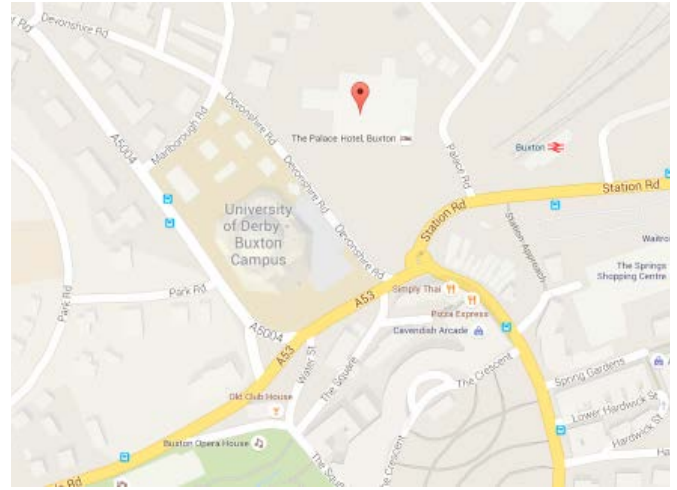 Devonshire Rd
Devonshire Rd
A5004
Marlborough Rd
The Palace Hotel, Buxton
Buxton
Palace Rd
Station Rd
Station Rd
Devonshire Rd
University
of Derby
Buxton
Campus
Devonshire Rd
Station Approach
Waitro
The Springs
Shopping Centre
Park Rd
Park Rd
Simply Thai
A53
Pizza Express
Cavendish Arcade
A5004
A53
Water St
The Square
The Crescent
Spring Gardens
Old Club House
Lower Hardwick St
Hardwick St
Buxton Opera House
The Squa
The Crescent
Rd